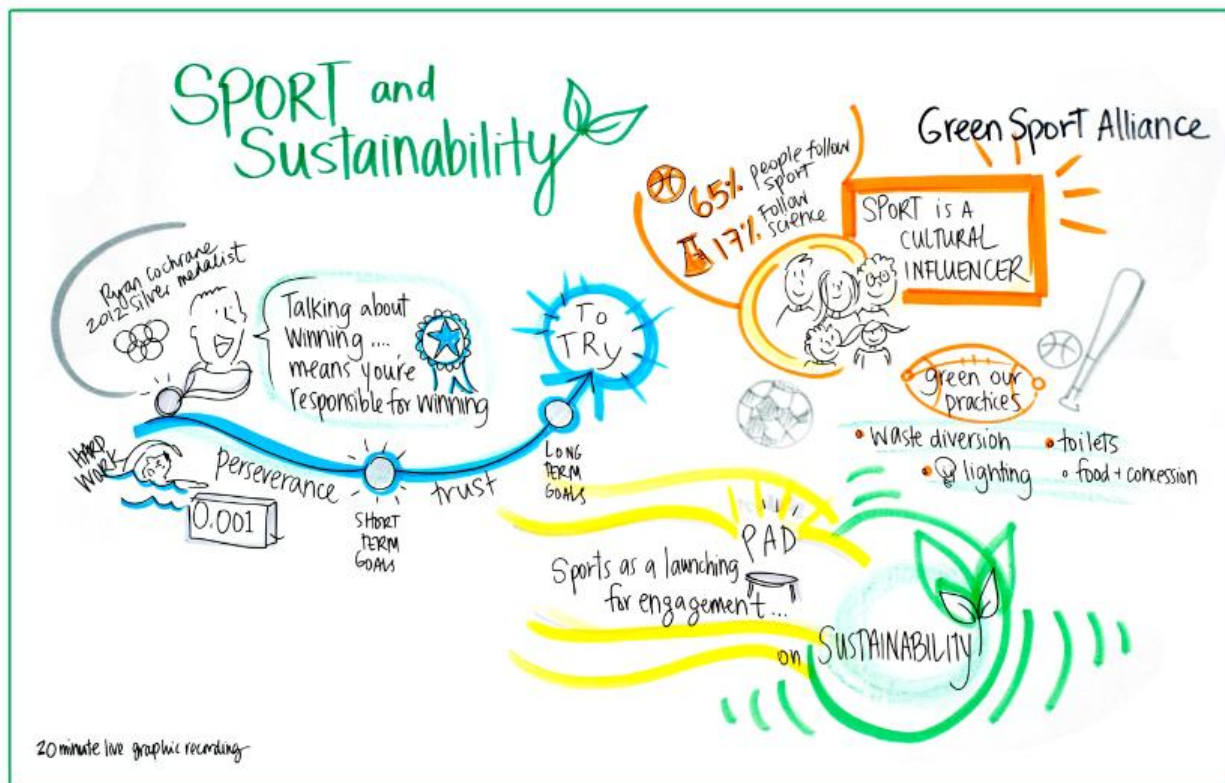 SPORT and
Sustainability
Green Sport Alliance
65% people follow
sport
17% Follow
science
SPORT is A
CULTURAL
INFLUENCER
Ryan Cochrane
2012 Silver medalist
Talking about
Winning ....
means you're
responsible for winning
To
TRy
HARD
WORK
perseverance
0.001
SHORT
TERM
GOALS
trust
LONG
TERM
GOALS
green our
practices
• Waste diversion
• toilets
• lighting
• food + concession
Sports as a launching
PAD
for engagement...
on
SUSTAINABILITY
20 minute live graphic recording